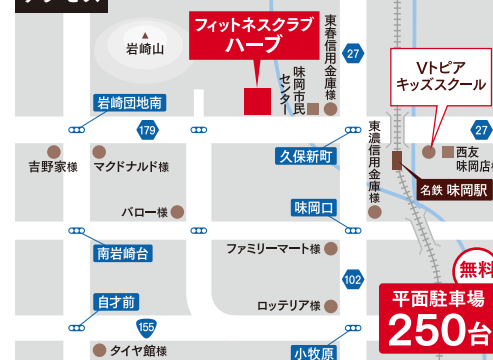 岩崎山
フィットネスクラブ
ハーブ
東春信用金庫様
味岡市民
センター
27
Vトピア
キッズスクール
岩崎団地南
179
久保新町
27
吉野家様
マクドナルド様
東濃信用金庫様
西友
味岡店様
名鉄 味岡駅
バロー様
味岡口
南岩崎台
ファミリーマート様
102
無料
自才前
ロッテリア様
平面駐車場
250台
155
タイヤ館様
小牧原